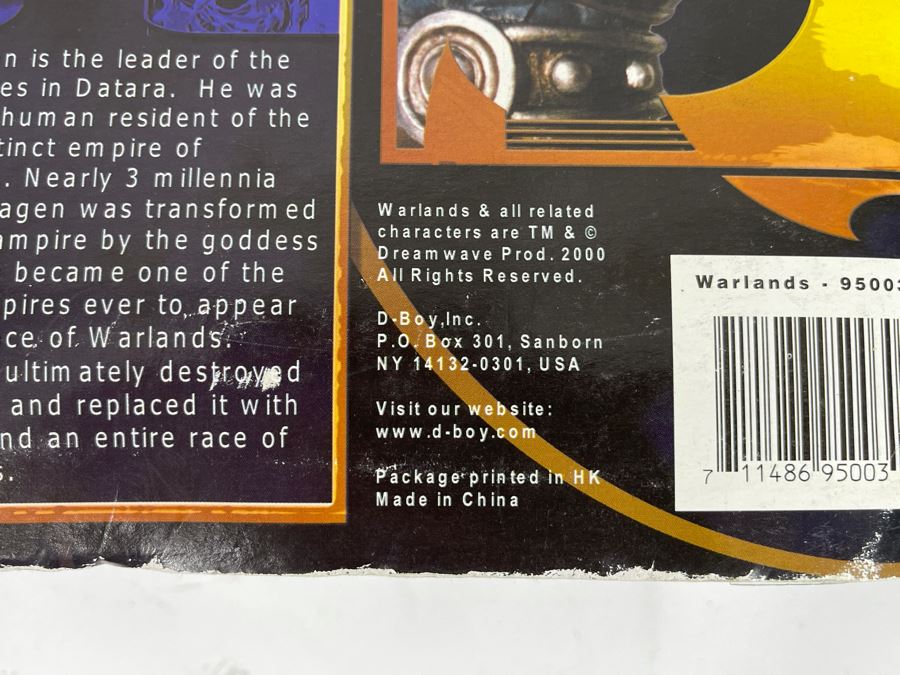 n is the leader of the
es in Datara. He was
human resident of the
tinct empire of
. Nearly 3 millennia
agen was transformed
ampire by the goddess
became one of the
pires ever to appear
ce of Warlands.
ultimately destroyed
and replaced it with
nd an entire race of
s.
Warlands & all related
characters are TM & ©
Dreamwave Prod. 2000
All Rights Reserved.
D-Boy,Inc.
P.O. Box 301, Sanborn
NY 14132-0301, USA
Visit our website:
www.d-boy.com
Package printed in HK
Made in China
Warlands - 95003
7 11486 95003